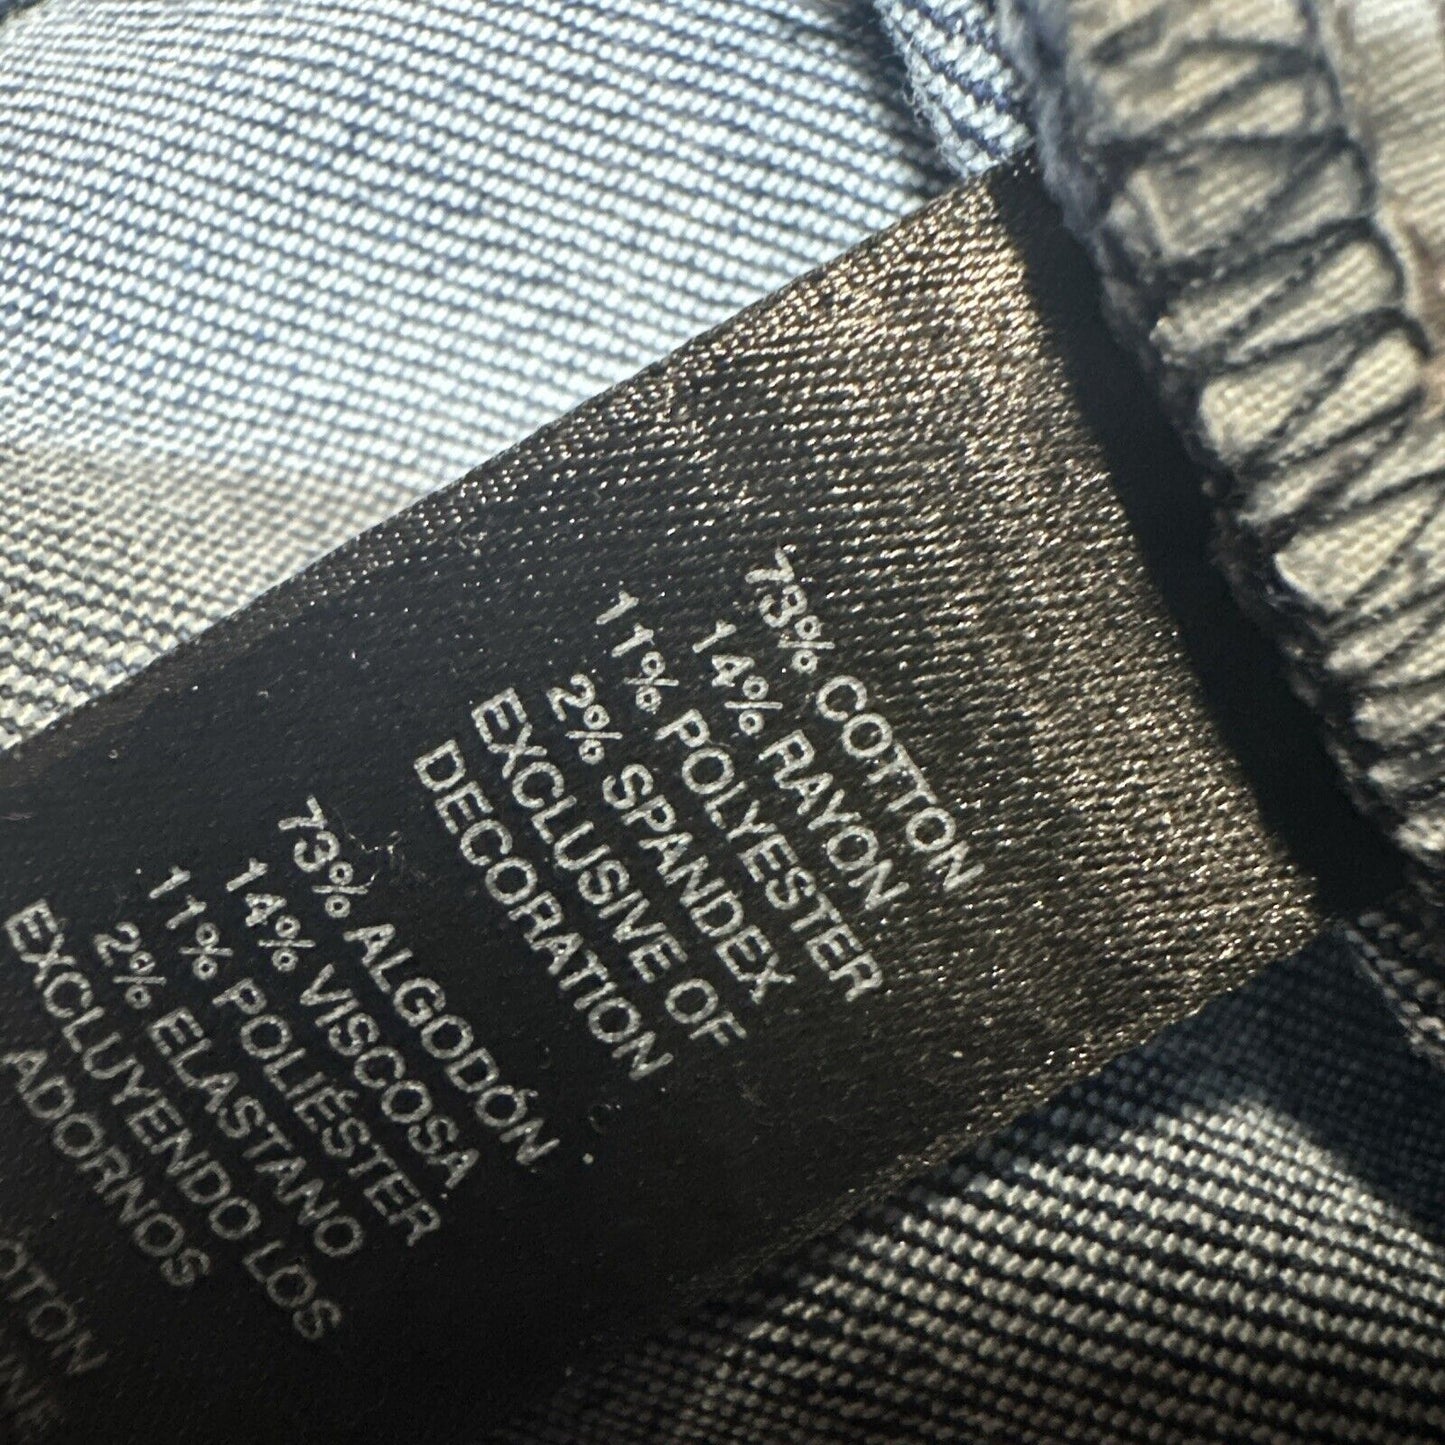 73% COTTON
14% RAYON
11% POLYESTER
2% SPANDEX
EXCLUSIVE OF
DECORATION
73% ALGODÓN
14% VISCOSA
11% POLIÉSTER
2% ELASTANO
EXCLUYENDO LOS
ADORNOS